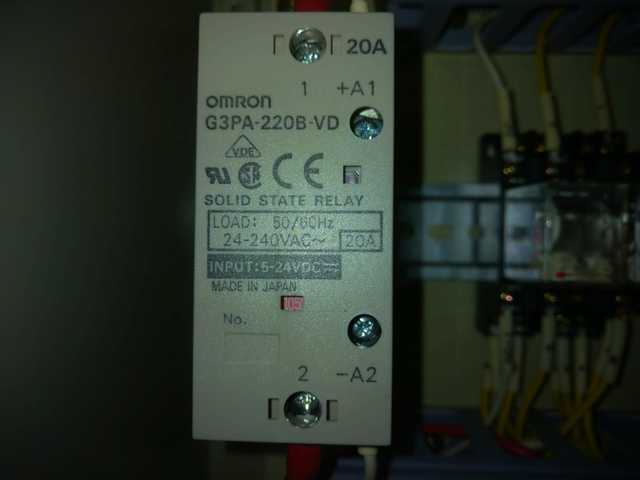 20A
1 +A1
OMRON
G3PA-220B-VD
VDE
SOLID STATE RELAY
LOAD: 50/60Hz
24-240VAC~ 20A
INPUT:5-24VDC
MADE IN JAPAN
105
No.
2 -A2